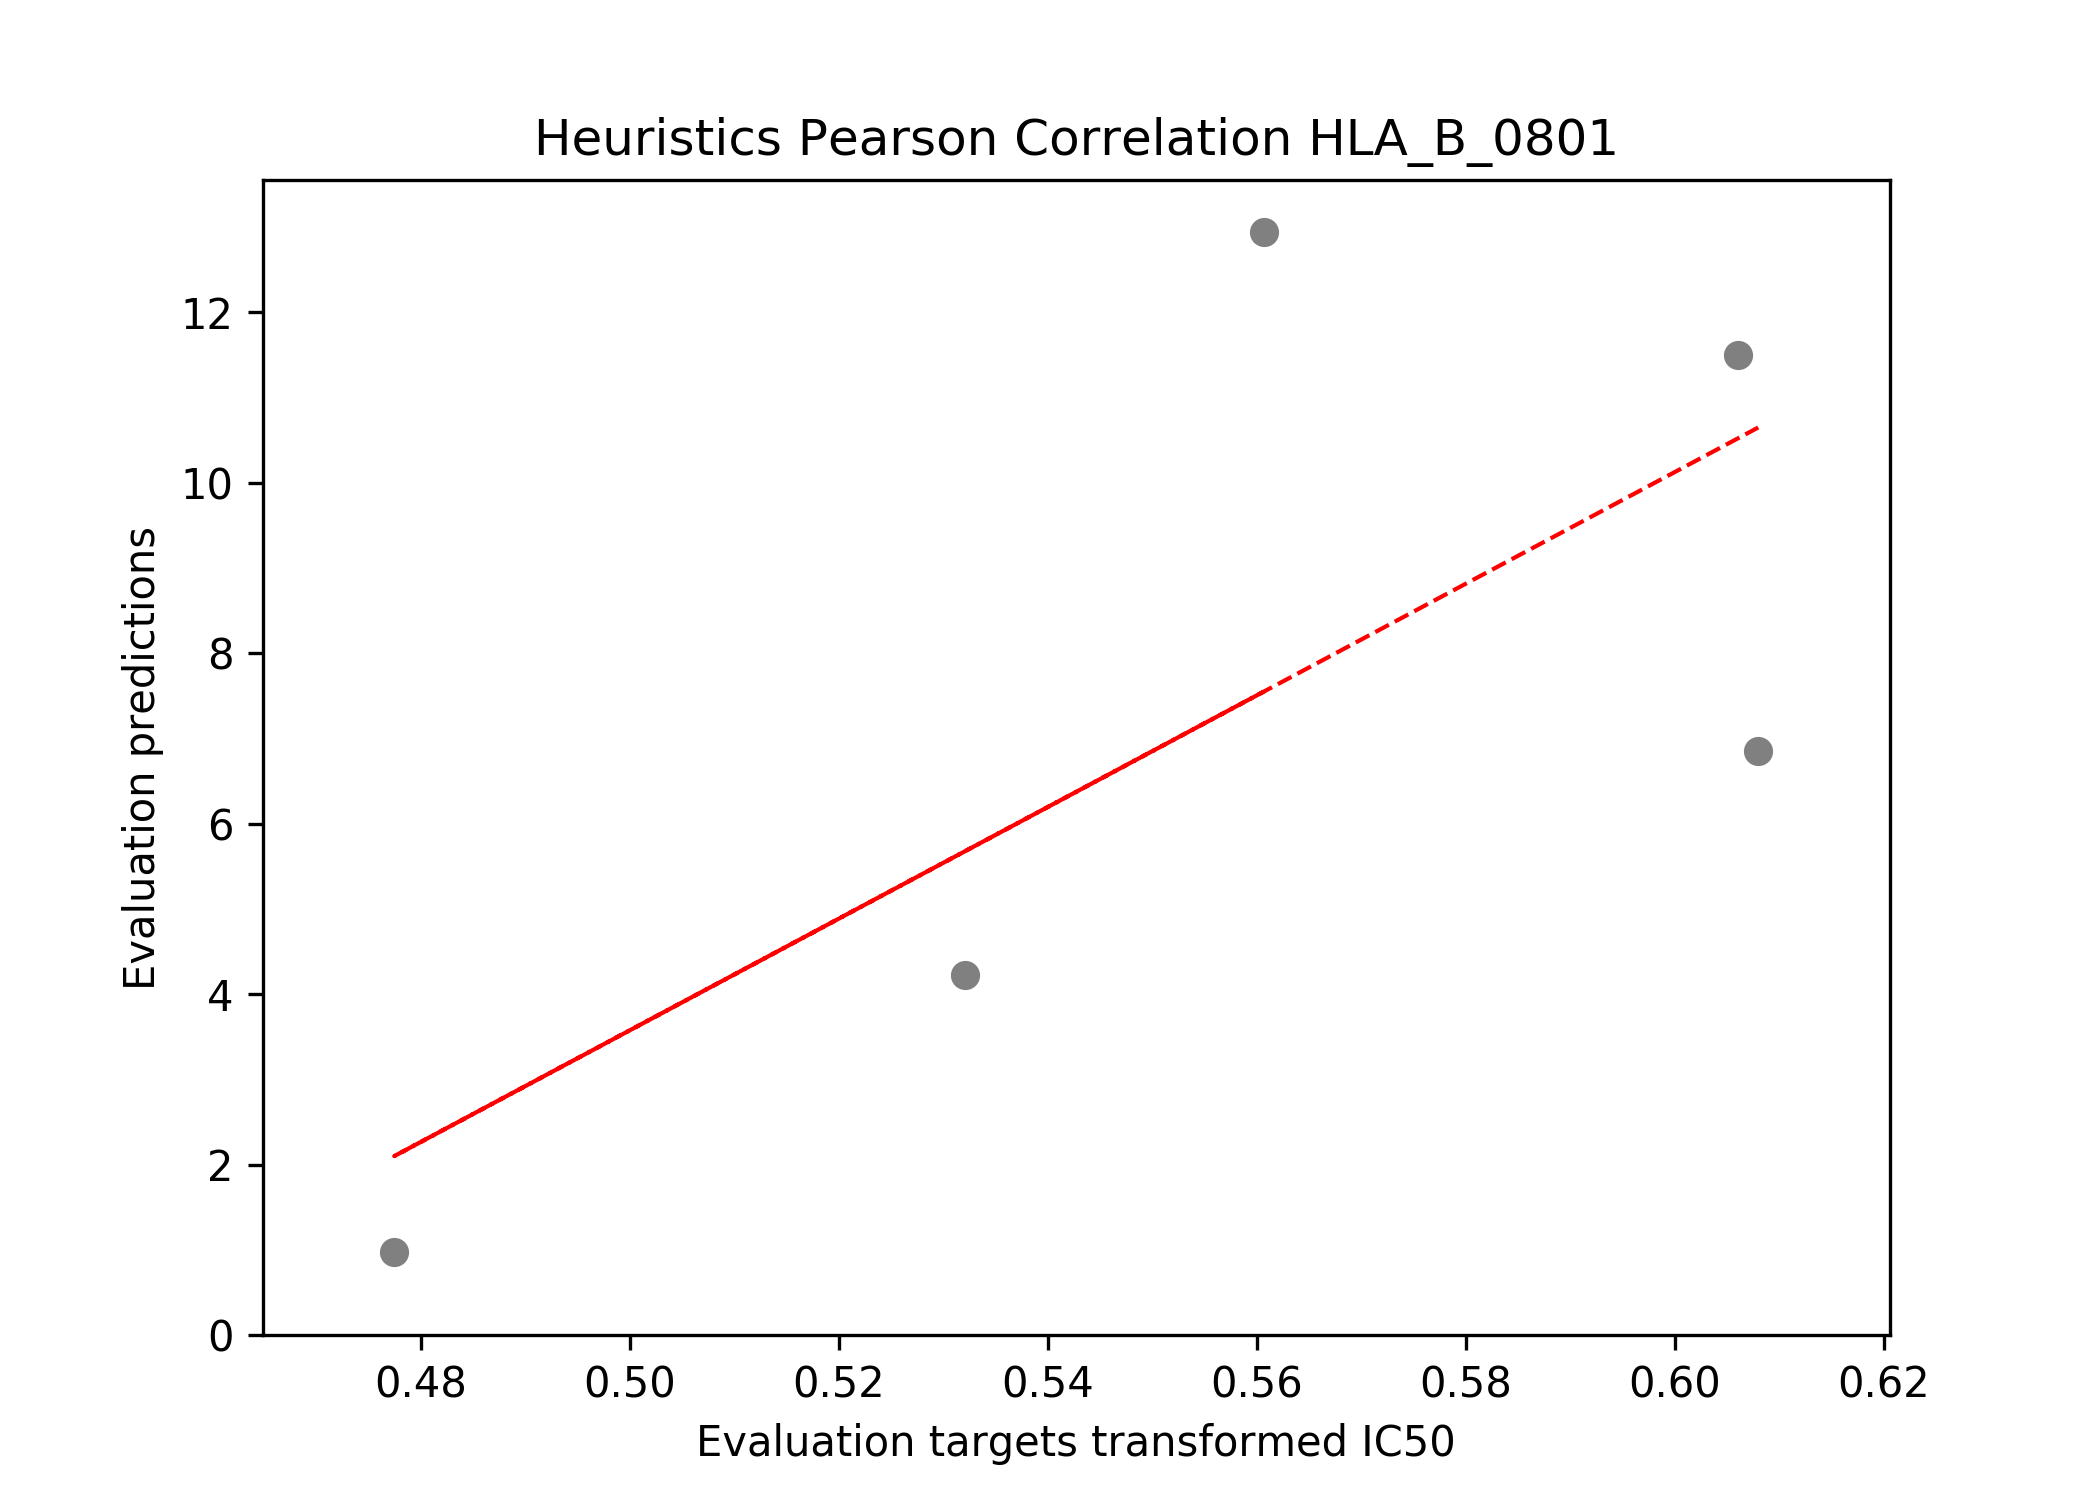 Heuristics Pearson Correlation HLA_B_0801
12
10
8
6
4
2
0
Evaluation predictions
0.48 0.50 0.52 0.54 0.56 0.58 0.60 0.62
Evaluation targets transformed IC50